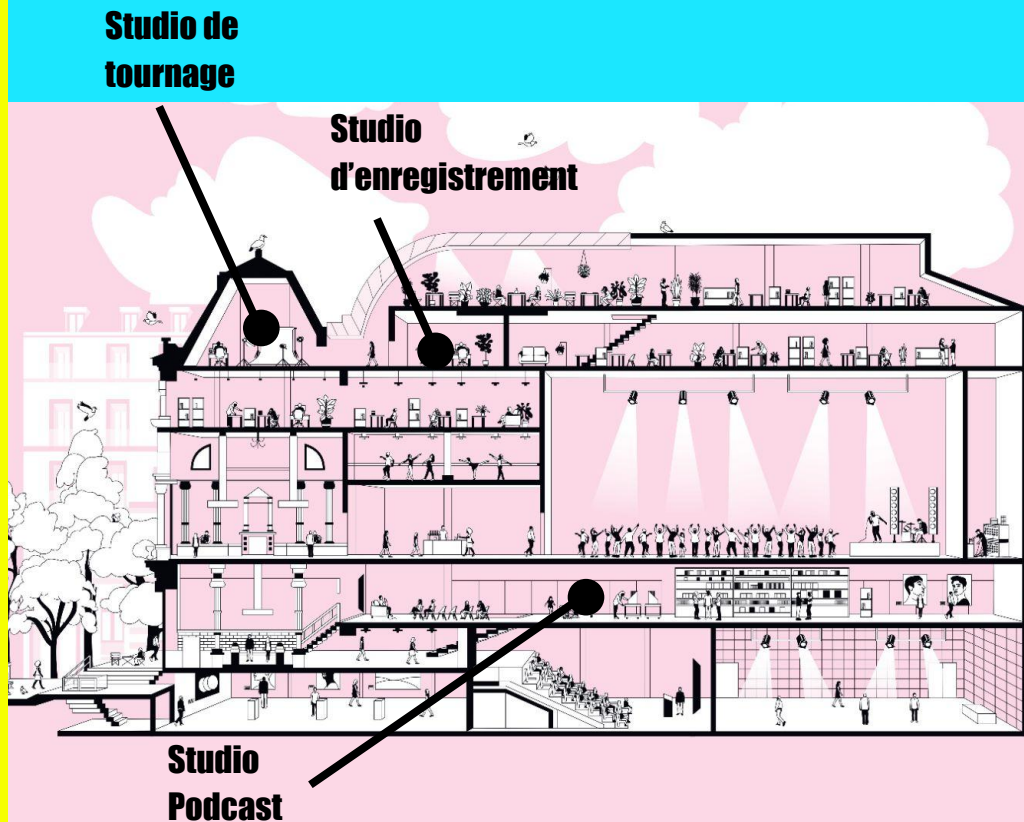 Studio de
tournage
Studio
d'enregistrement
Studio
Podcast